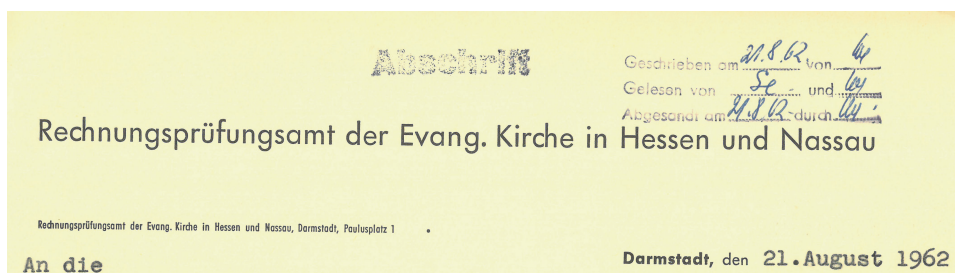 Abschrift
Geschrieben am 21.8.62 von
Gelesen von Se - und
Abgesandt am 21.8.62 durch
Rechnungsprüfungsamt der Evang. Kirche in Hessen und Nassau
Rechnungsprüfungsamt der Evang. Kirche in Hessen und Nassau, Darmstadt, Paulusplatz 1
An die
Darmstadt, den 21.August 1962